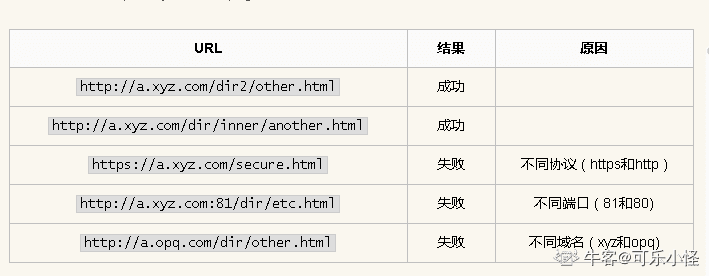 URL 结果 原因
http://a.xyz.com/dir2/other.html 成功
http://a.xyz.com/dir/inner/another.html 成功
https://a.xyz.com/secure.html 失败 不同协议 ( https和http )
http://a.xyz.com:81/dir/etc.html 失败 不同端口 ( 81和80)
http://a.opq.com/dir/other.html 失败 不同域名 ( xyz和opq)
牛客@可乐小怪